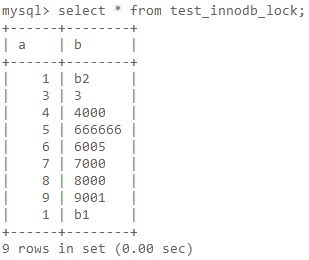 mysql> select * from test_innodb_lock;
+------+--------+
| a    | b      |
+------+--------+
|    1 | b2     |
|    3 | 3      |
|    4 | 4000   |
|    5 | 666666 |
|    6 | 6005   |
|    7 | 7000   |
|    8 | 8000   |
|    9 | 9001   |
|    1 | b1     |
+------+--------+
9 rows in set (0.00 sec)